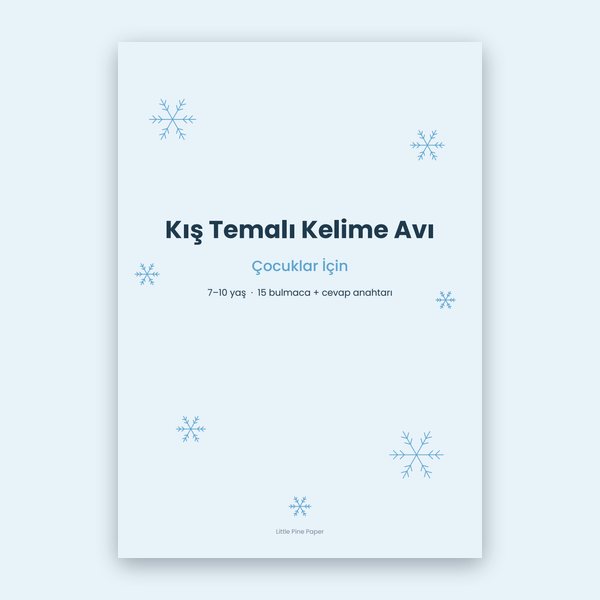 Kış Temalı Kelime Avı
Çocuklar İçin
7–10 yaş · 15 bulmaca + cevap anahtarı
Little Pine Paper